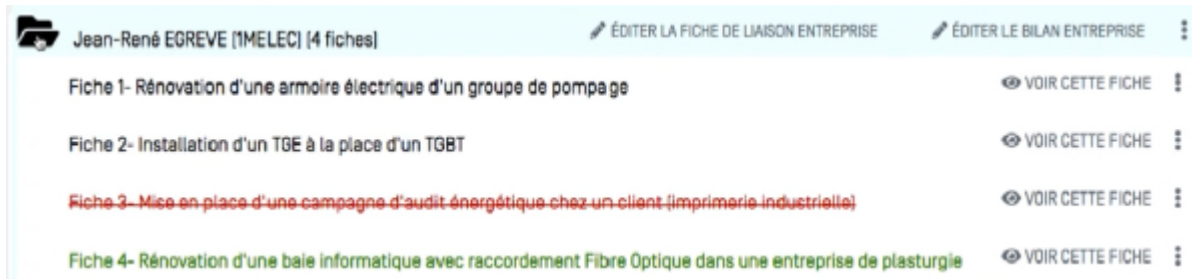 Jean-René EGREVE [1MELEC] [4 fiches] ÉDITER LA FICHE DE LIAISON ENTREPRISE ÉDITER LE BILAN ENTREPRISE
Fiche 1- Rénovation d'une armoire électrique d'un groupe de pompage VOIR CETTE FICHE
Fiche 2- Installation d'un TGE à la place d'un TGBT VOIR CETTE FICHE
Fiche 3- Mise en place d'une campagne d'audit énergétique chez un client (imprimerie industrielle) VOIR CETTE FICHE
Fiche 4- Rénovation d'une baie informatique avec raccordement Fibre Optique dans une entreprise de plasturgie VOIR CETTE FICHE